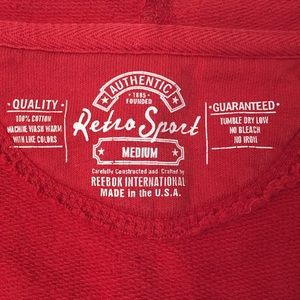 AUTHENTIC
· 1895 ·
FOUNDED
· QUALITY ·
100% COTTON
MACHINE WASH WARM
WITH LIKE COLORS
Retro Sport
★ MEDIUM ★
Carefully Constructed and Crafted by
REEBOK INTERNATIONAL
MADE in the U.S.A.
· GUARANTEED ·
TUMBLE DRY LOW
NO BLEACH
NO IRON